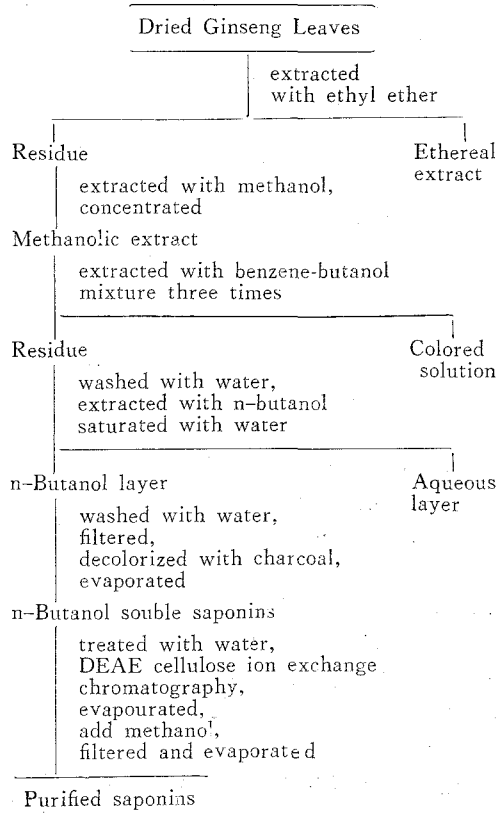 Dried Ginseng Leaves
extracted
with ethyl ether
Residue
Ethereal
extract
extracted with methanol,
concentrated
Methanolic extract
extracted with benzene-butanol
mixture three times
Residue
Colored
solution
washed with water,
extracted with n-butanol
saturated with water
n-Butanol layer
Aqueous
layer
washed with water,
filtered,
decolorized with charcoal,
evaporated
n-Butanol souble saponins
treated with water,
DEAE cellulose ion exchange
chromatography,
evapourated,
add methanol,
filtered and evaporated
Purified saponins